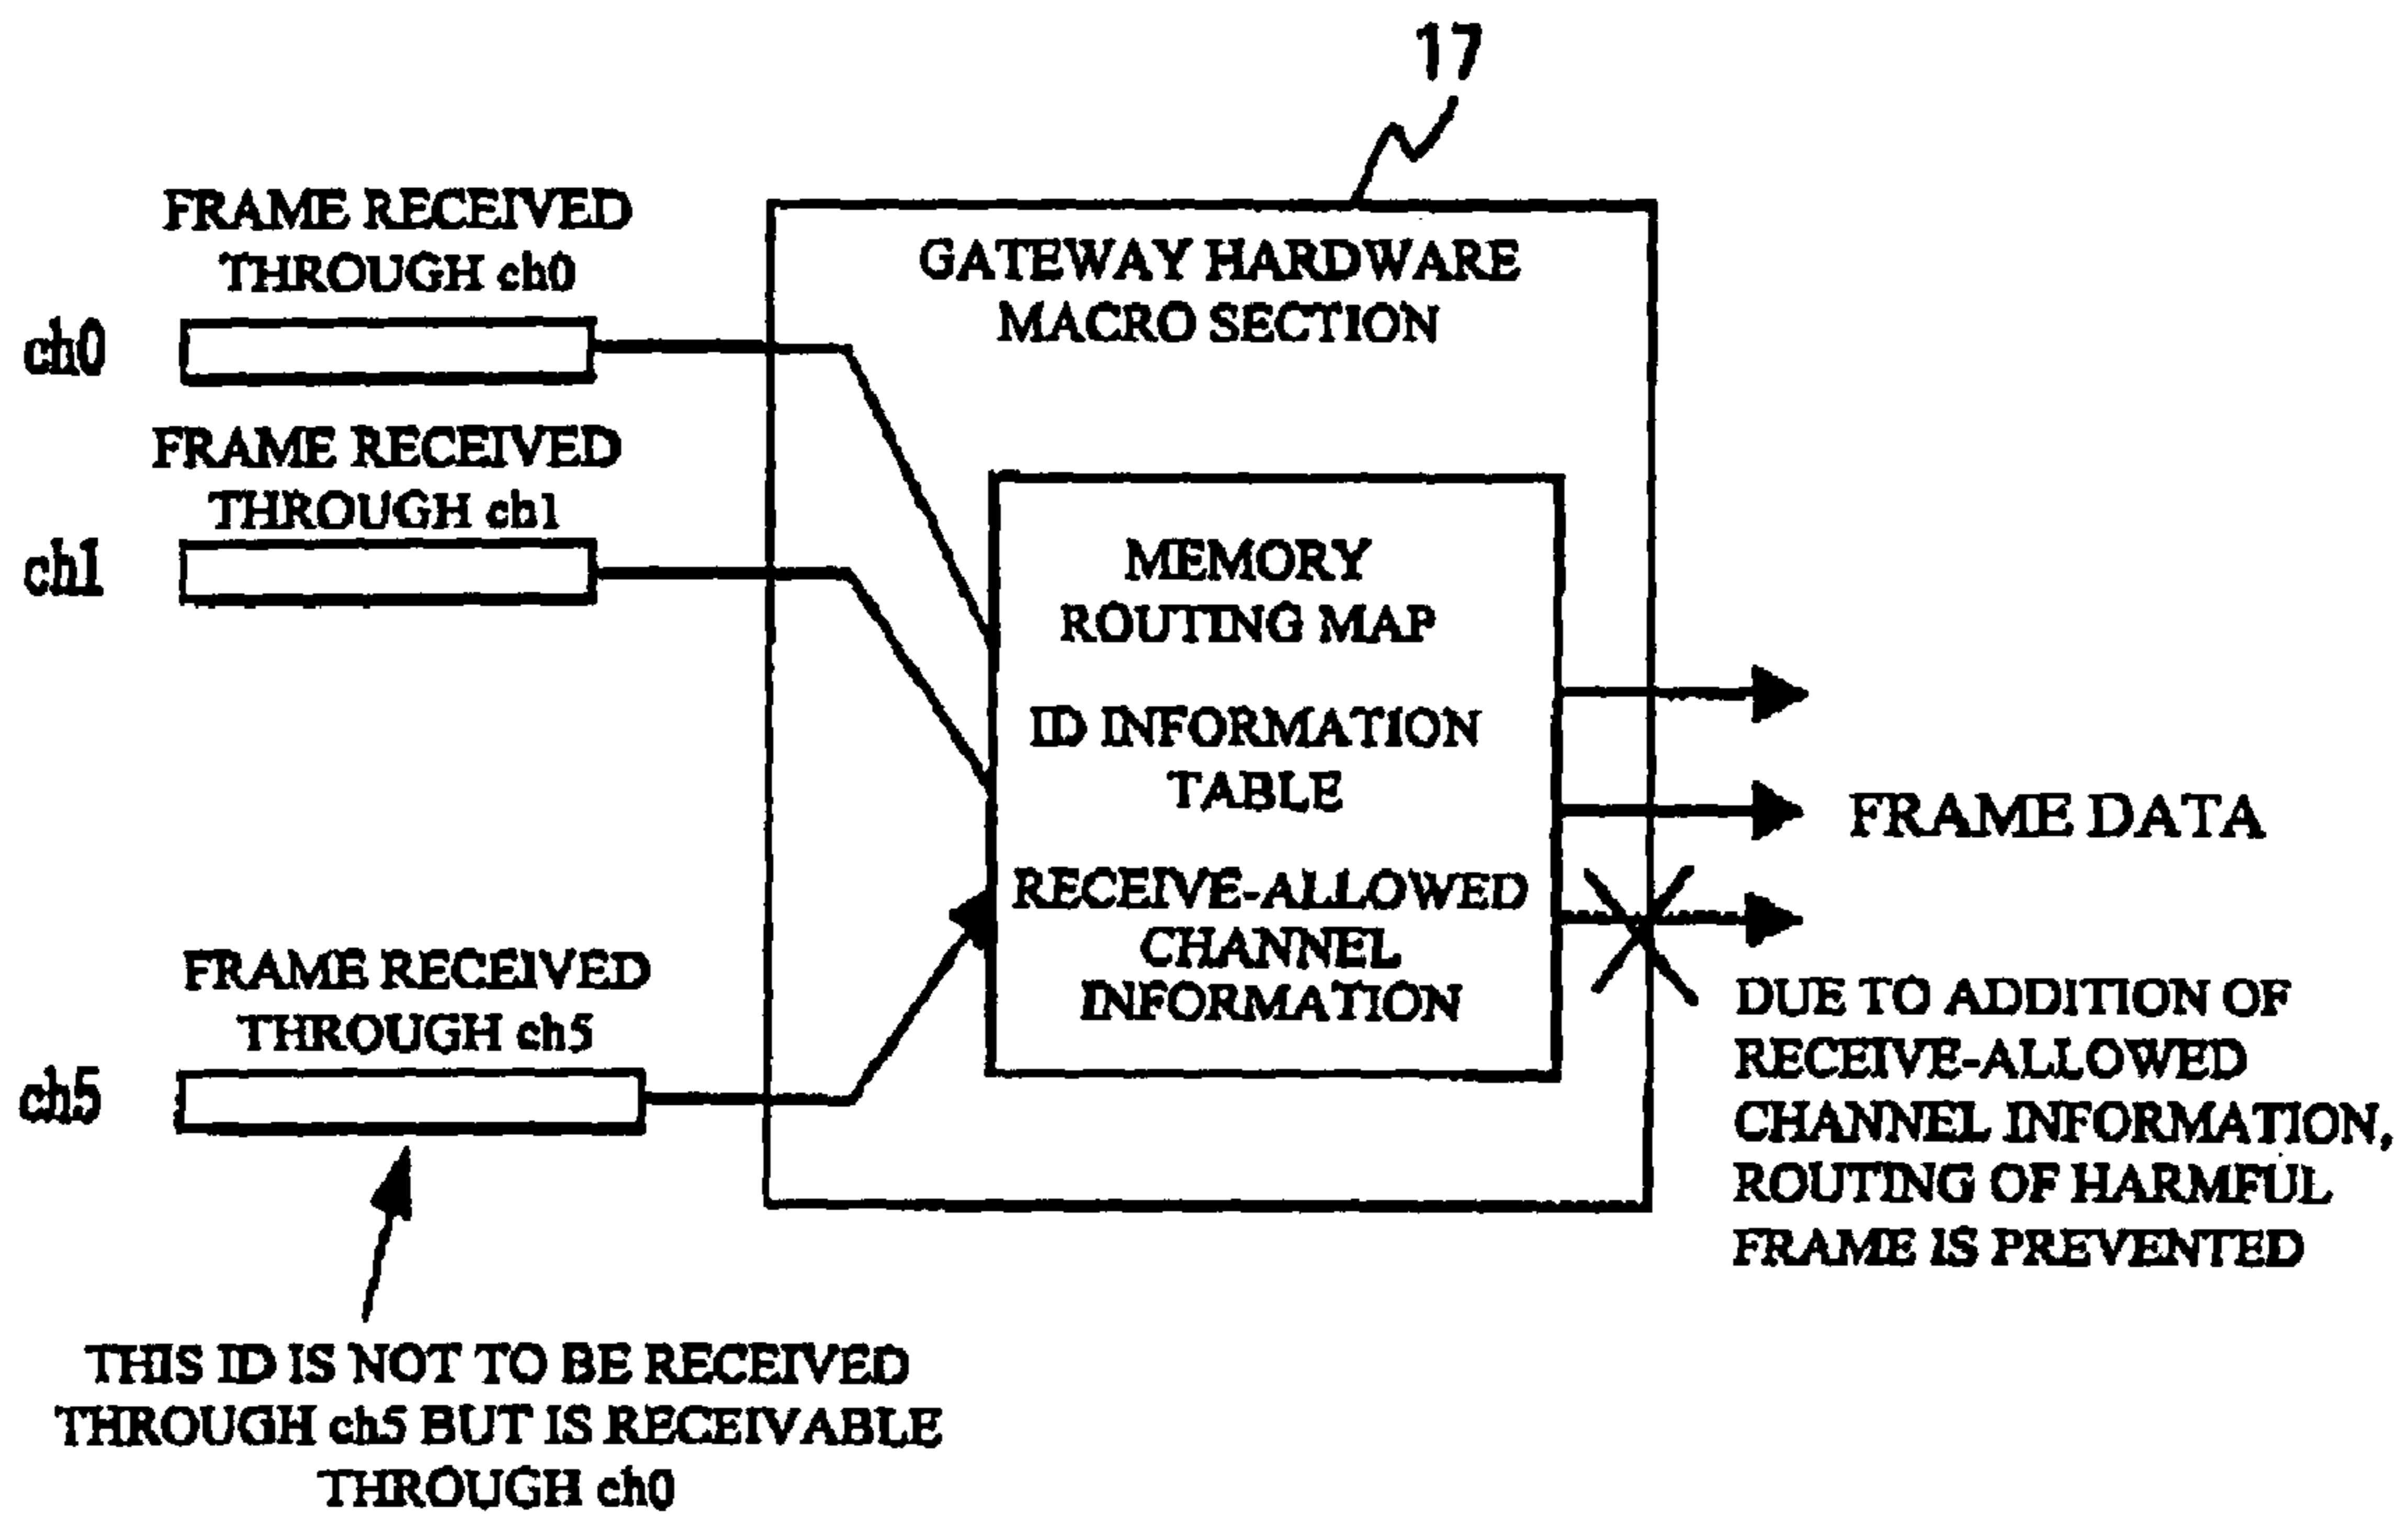 17
FRAME RECEIVED
THROUGH ch0
ch0
GATEWAY HARDWARE
MACRO SECTION
FRAME RECEIVED
THROUGH ch1
ch1
MEMORY
ROUTING MAP
ID INFORMATION
TABLE
RECEIVE-ALLOWED
CHANNEL
INFORMATION
FRAME DATA
FRAME RECEIVED
THROUGH ch5
ch5
DUE TO ADDITION OF
RECEIVE-ALLOWED
CHANNEL INFORMATION,
ROUTING OF HARMFUL
FRAME IS PREVENTED
THIS ID IS NOT TO BE RECEIVED
THROUGH ch5 BUT IS RECEIVABLE
THROUGH ch0